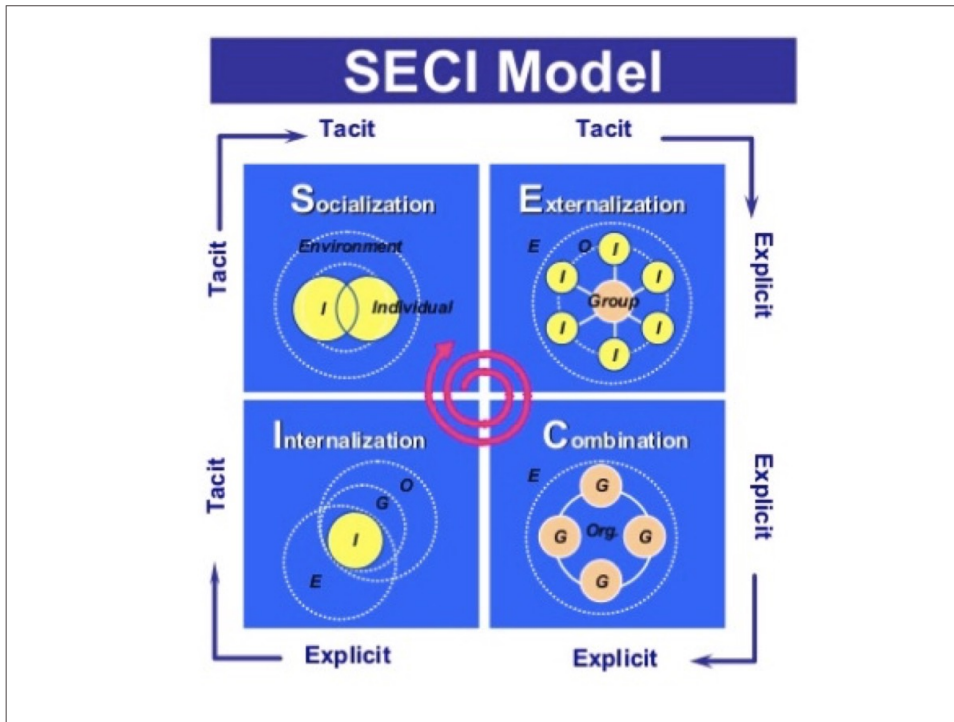 SECI Model
Tacit
Tacit
Tacit
Explicit
Socialization
Environment
I
Individual
Externalization
E
O
I
I
I
Group
I
I
I
Tacit
Explicit
Internalization
O
G
I
E
Combination
E
G
G
Org.
G
G
Explicit
Explicit